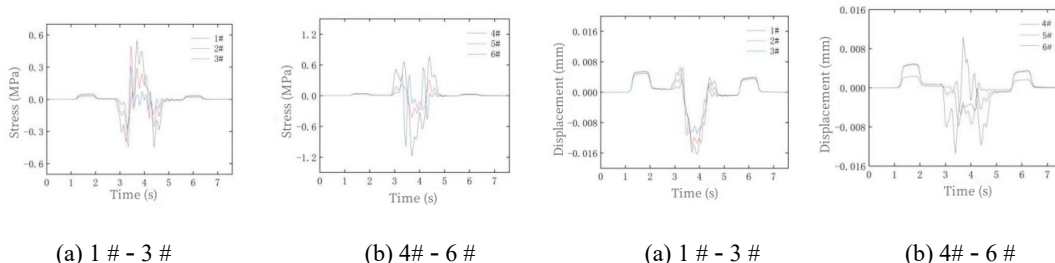 Stress (MPa)
0.6
0.3
0.0
-0.3
-0.6
1#
2#
3#
0 1 2 3 4 5 6 7
Time (s)
(a) 1 # - 3 #
Stress (MPa)
0.6
0.0
-0.6
-1.2
4#
5#
6#
0 1 2 3 4 5 6 7
Time (s)
(b) 4# - 6 #
Displacement (mm)
0.016
0.008
0.000
-0.008
-0.016
1#
2#
3#
0 1 2 3 4 5 6 7
Time (s)
(a) 1 # - 3 #
Displacement (mm)
0.016
0.008
0.000
-0.008
-0.016
4#
5#
6#
0 1 2 3 4 5 6 7
Time (s)
(b) 4# - 6 #